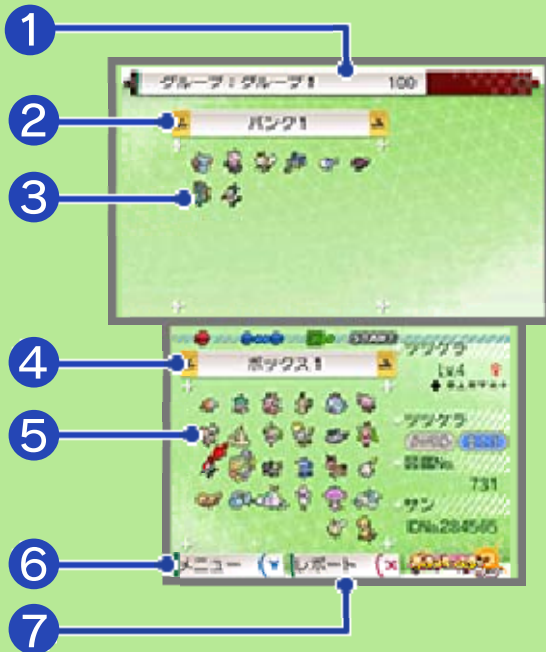 1
グループ:グループ1 100
2
バンク1
3
START
4
ボックス1
ツツケラ
Lv.4
5
ツツケラ
図鑑No.
731
サン
IDNo.284565
6
メニュー (Y
レポート (X
7